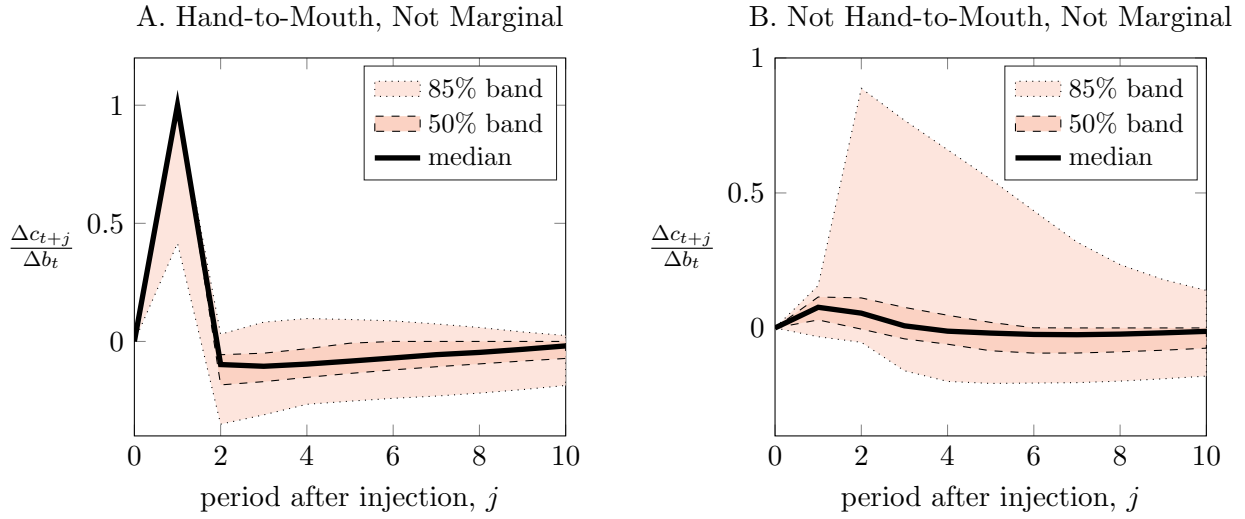 A. Hand-to-Mouth, Not Marginal
85% band
50% band
median
1
0.5
0
Δc_{t+j}
Δb_t
0 2 4 6 8 10
period after injection, j
B. Not Hand-to-Mouth, Not Marginal
85% band
50% band
median
1
0.5
0
Δc_{t+j}
Δb_t
0 2 4 6 8 10
period after injection, j